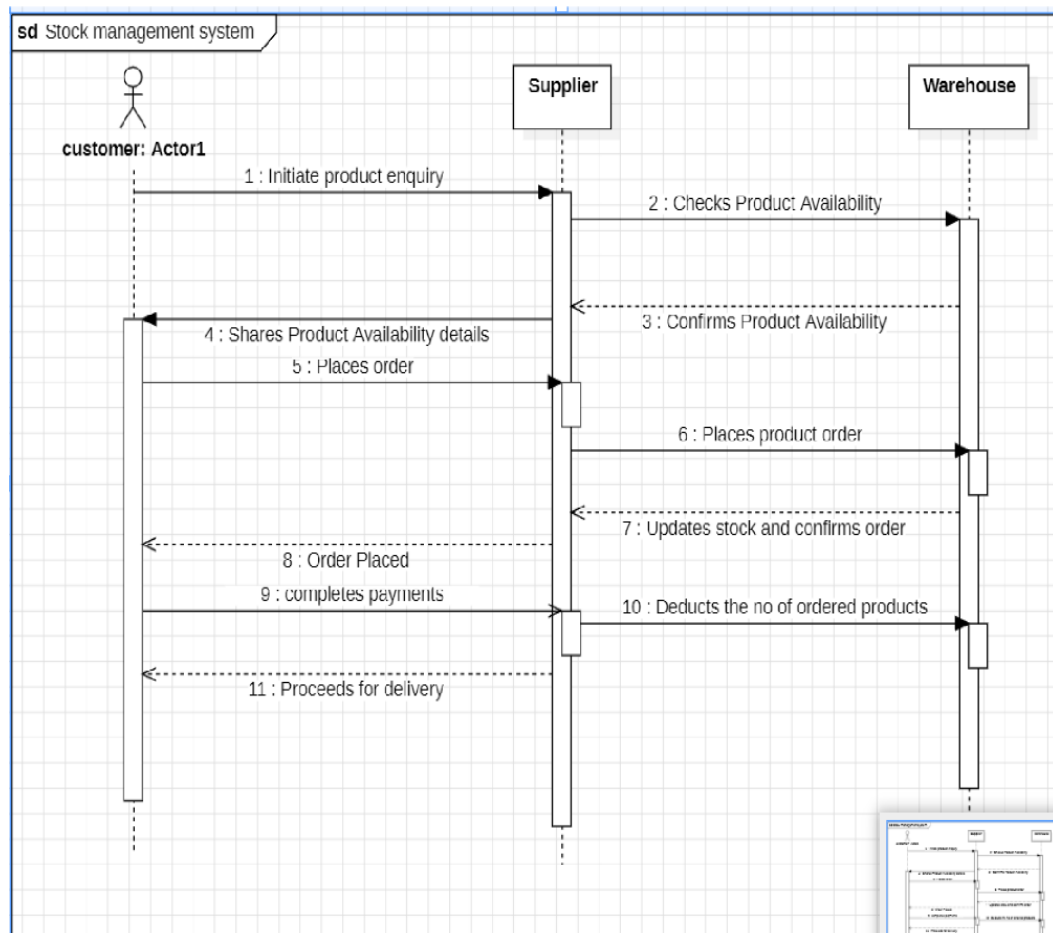 sd Stock management system
customer: Actor1
Supplier
Warehouse
1 : Initiate product enquiry
2 : Checks Product Availability
3 : Confirms Product Availability
4 : Shares Product Availability details
5 : Places order
6 : Places product order
7 : Updates stock and confirms order
8 : Order Placed
9 : completes payments
10 : Deducts the no of ordered products
11 : Proceeds for delivery